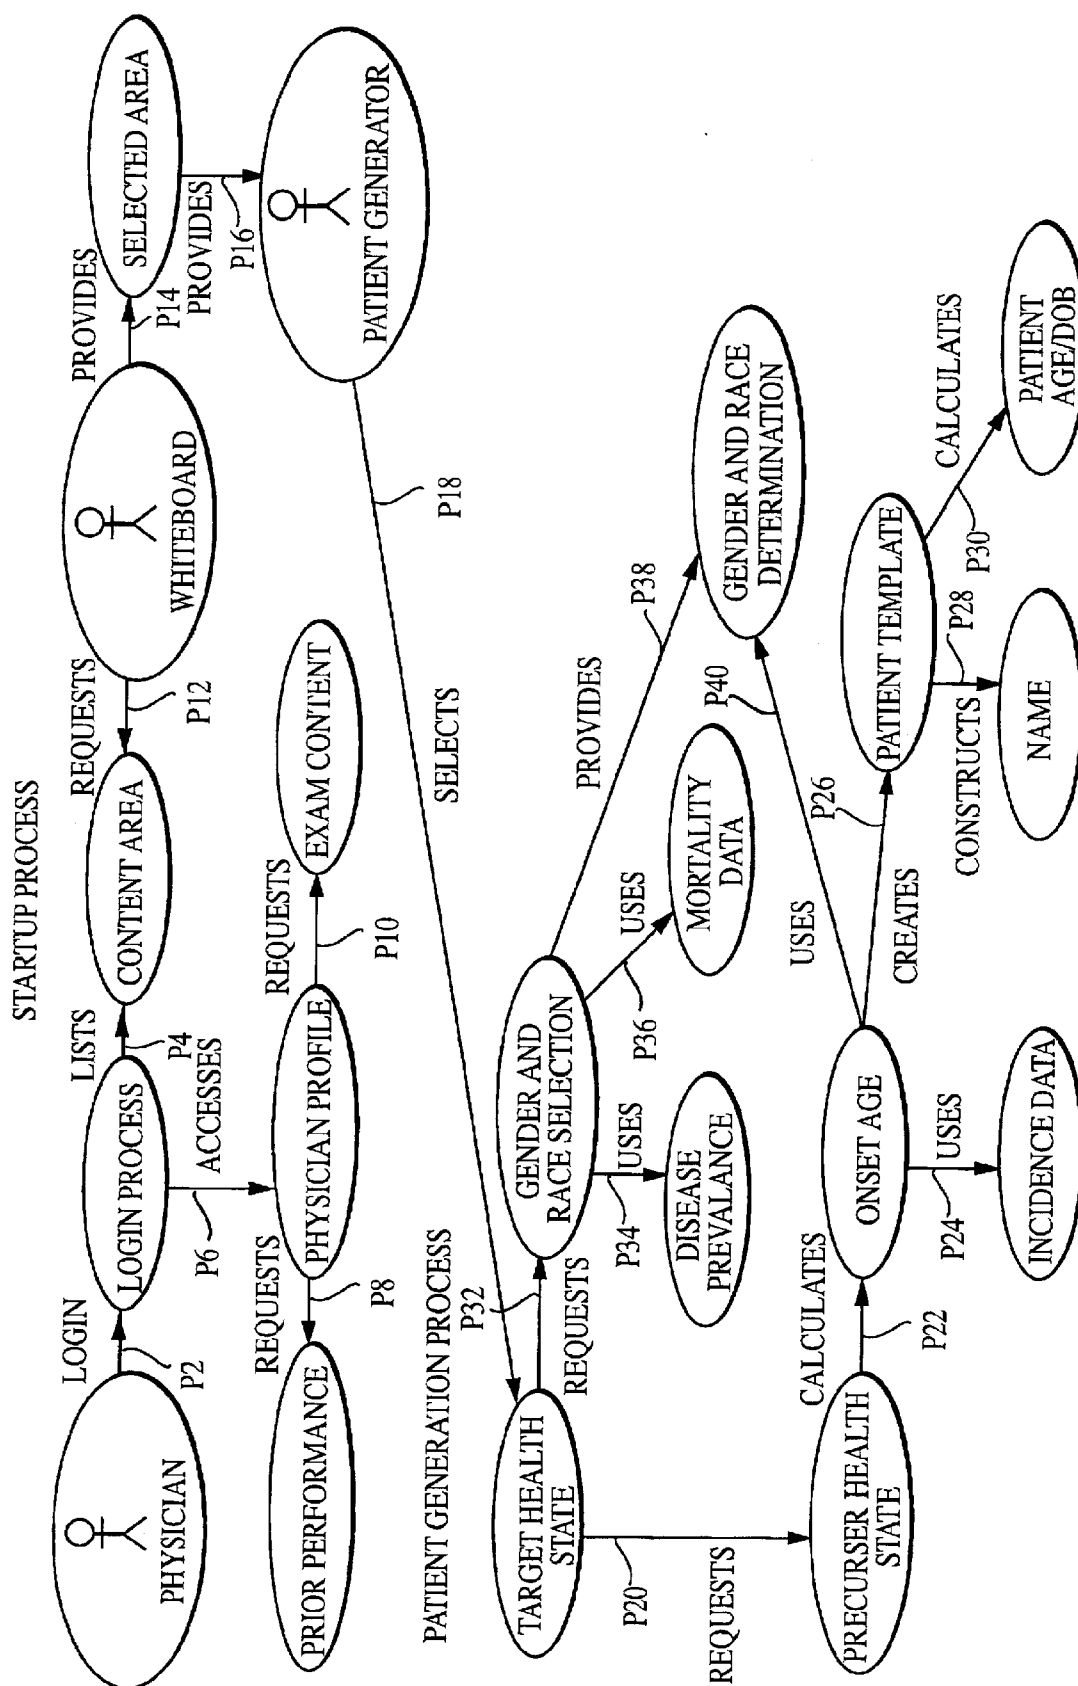 STARTUP PROCESS
PHYSICIAN
LOGIN
P2
LOGIN PROCESS
LISTS
P4
CONTENT AREA
REQUESTS
P12
WHITEBOARD
PROVIDES
P14
SELECTED AREA
ACCESSES
P6
PROVIDES
P16
PRIOR PERFORMANCE
REQUESTS
P8
PHYSICIAN PROFILE
REQUESTS
P10
EXAM CONTENT
PATIENT GENERATOR
P18
SELECTS
PATIENT GENERATION PROCESS
P32
TARGET HEALTH
STATE
REQUESTS
GENDER AND
RACE SELECTION
PROVIDES
P38
USES
P34
USES
P36
DISEASE
PREVALANCE
MORTALITY
DATA
GENDER AND RACE
DETERMINATION
P20
REQUESTS
P40
USES
PRECURSER HEALTH
STATE
CALCULATES
P22
ONSET AGE
CREATES
P26
PATIENT TEMPLATE
CALCULATES
P30
USES
P24
CONSTRUCTS
P28
INCIDENCE DATA
NAME
PATIENT
AGE/DOB